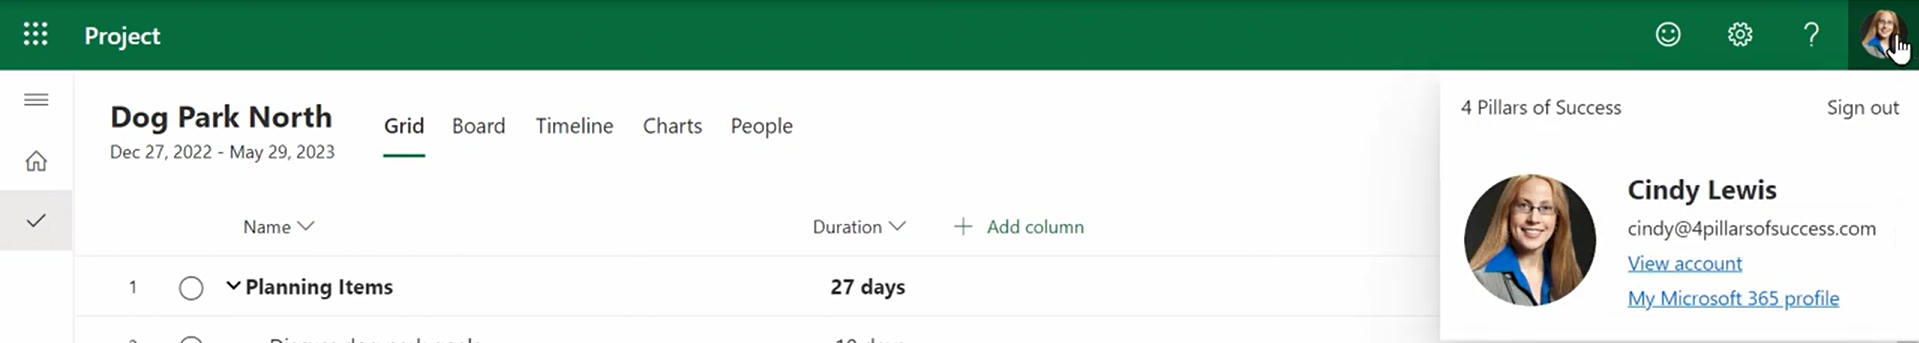 Project
Dog Park North
Dec 27, 2022 - May 29, 2023
Grid Board Timeline Charts People
4 Pillars of Success Sign out
Cindy Lewis
cindy@4pillarsofsuccess.com
View account
My Microsoft 365 profile
Name Duration + Add column
1 Planning Items 27 days